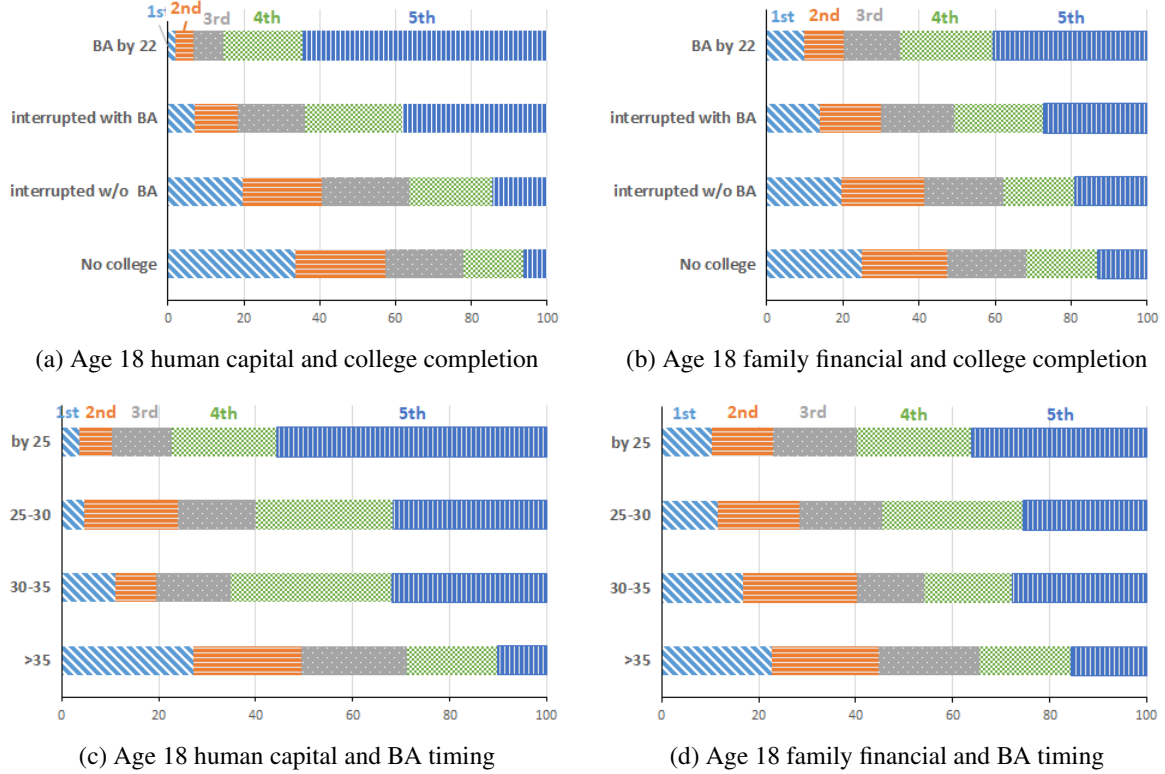 1st 2nd 3rd 4th 5th
BA by 22
interrupted with BA
interrupted w/o BA
No college
0 20 40 60 80 100
(a) Age 18 human capital and college completion
1st 2nd 3rd 4th 5th
BA by 22
interrupted with BA
interrupted w/o BA
No college
0 20 40 60 80 100
(b) Age 18 family financial and college completion
1st 2nd 3rd 4th 5th
by 25
25-30
30-35
>35
0 20 40 60 80 100
(c) Age 18 human capital and BA timing
1st 2nd 3rd 4th 5th
by 25
25-30
30-35
>35
0 20 40 60 80 100
(d) Age 18 family financial and BA timing